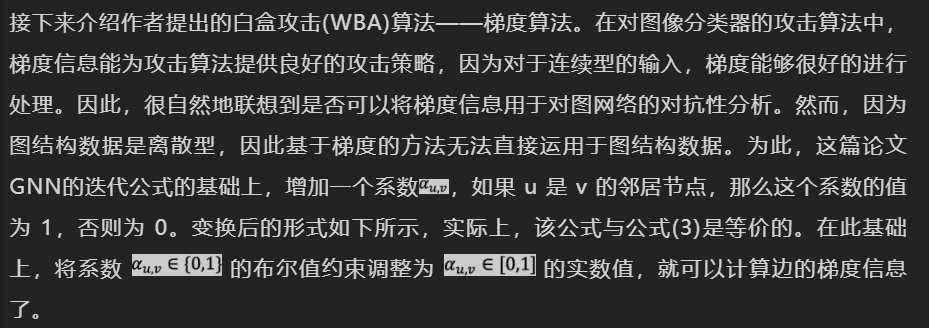 接下来介绍作者提出的白盒攻击(WBA)算法——梯度算法。在对图像分类器的攻击算法中，
梯度信息能为攻击算法提供良好的攻击策略，因为对于连续型的输入，梯度能够很好的进行
处理。因此，很自然地联想到是否可以将梯度信息用于对图网络的对抗性分析。然而，因为
图结构数据是离散型，因此基于梯度的方法无法直接运用于图结构数据。为此，这篇论文
GNN的迭代公式的基础上，增加一个系数α_{u,v}，如果 u 是 v 的邻居节点，那么这个系数的值
为 1，否则为 0。变换后的形式如下所示，实际上，该公式与公式(3)是等价的。在此基础
上，将系数 α_{u,v} ∈ {0,1} 的布尔值约束调整为 α_{u,v} ∈ [0,1] 的实数值，就可以计算边的梯度信息
了。